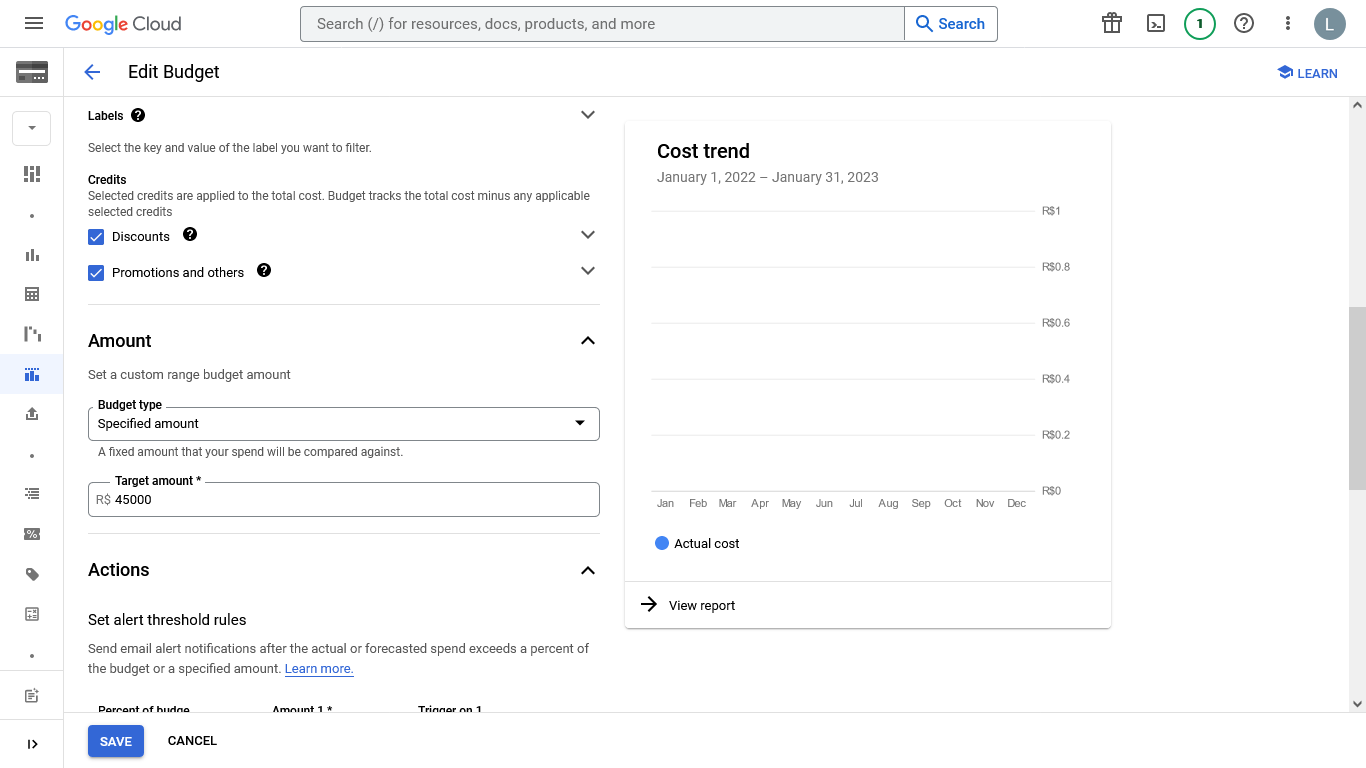 Google Cloud
Search (/) for resources, docs, products, and more
Search
1
L
Edit Budget
LEARN
Labels
Select the key and value of the label you want to filter.
Credits
Selected credits are applied to the total cost. Budget tracks the total cost minus any applicable
selected credits
Discounts
Promotions and others
Amount
Set a custom range budget amount
Budget type
Specified amount
A fixed amount that your spend will be compared against.
Target amount *
R$ 45000
Actions
Set alert threshold rules
Send email alert notifications after the actual or forecasted spend exceeds a percent of
the budget or a specified amount. Learn more.
Percent of budge Amount 1 * Trigger on 1
SAVE CANCEL
Cost trend
January 1, 2022 – January 31, 2023
R$1
R$0.8
R$0.6
R$0.4
R$0.2
R$0
Jan Feb Mar Apr May Jun Jul Aug Sep Oct Nov Dec
Actual cost
View report